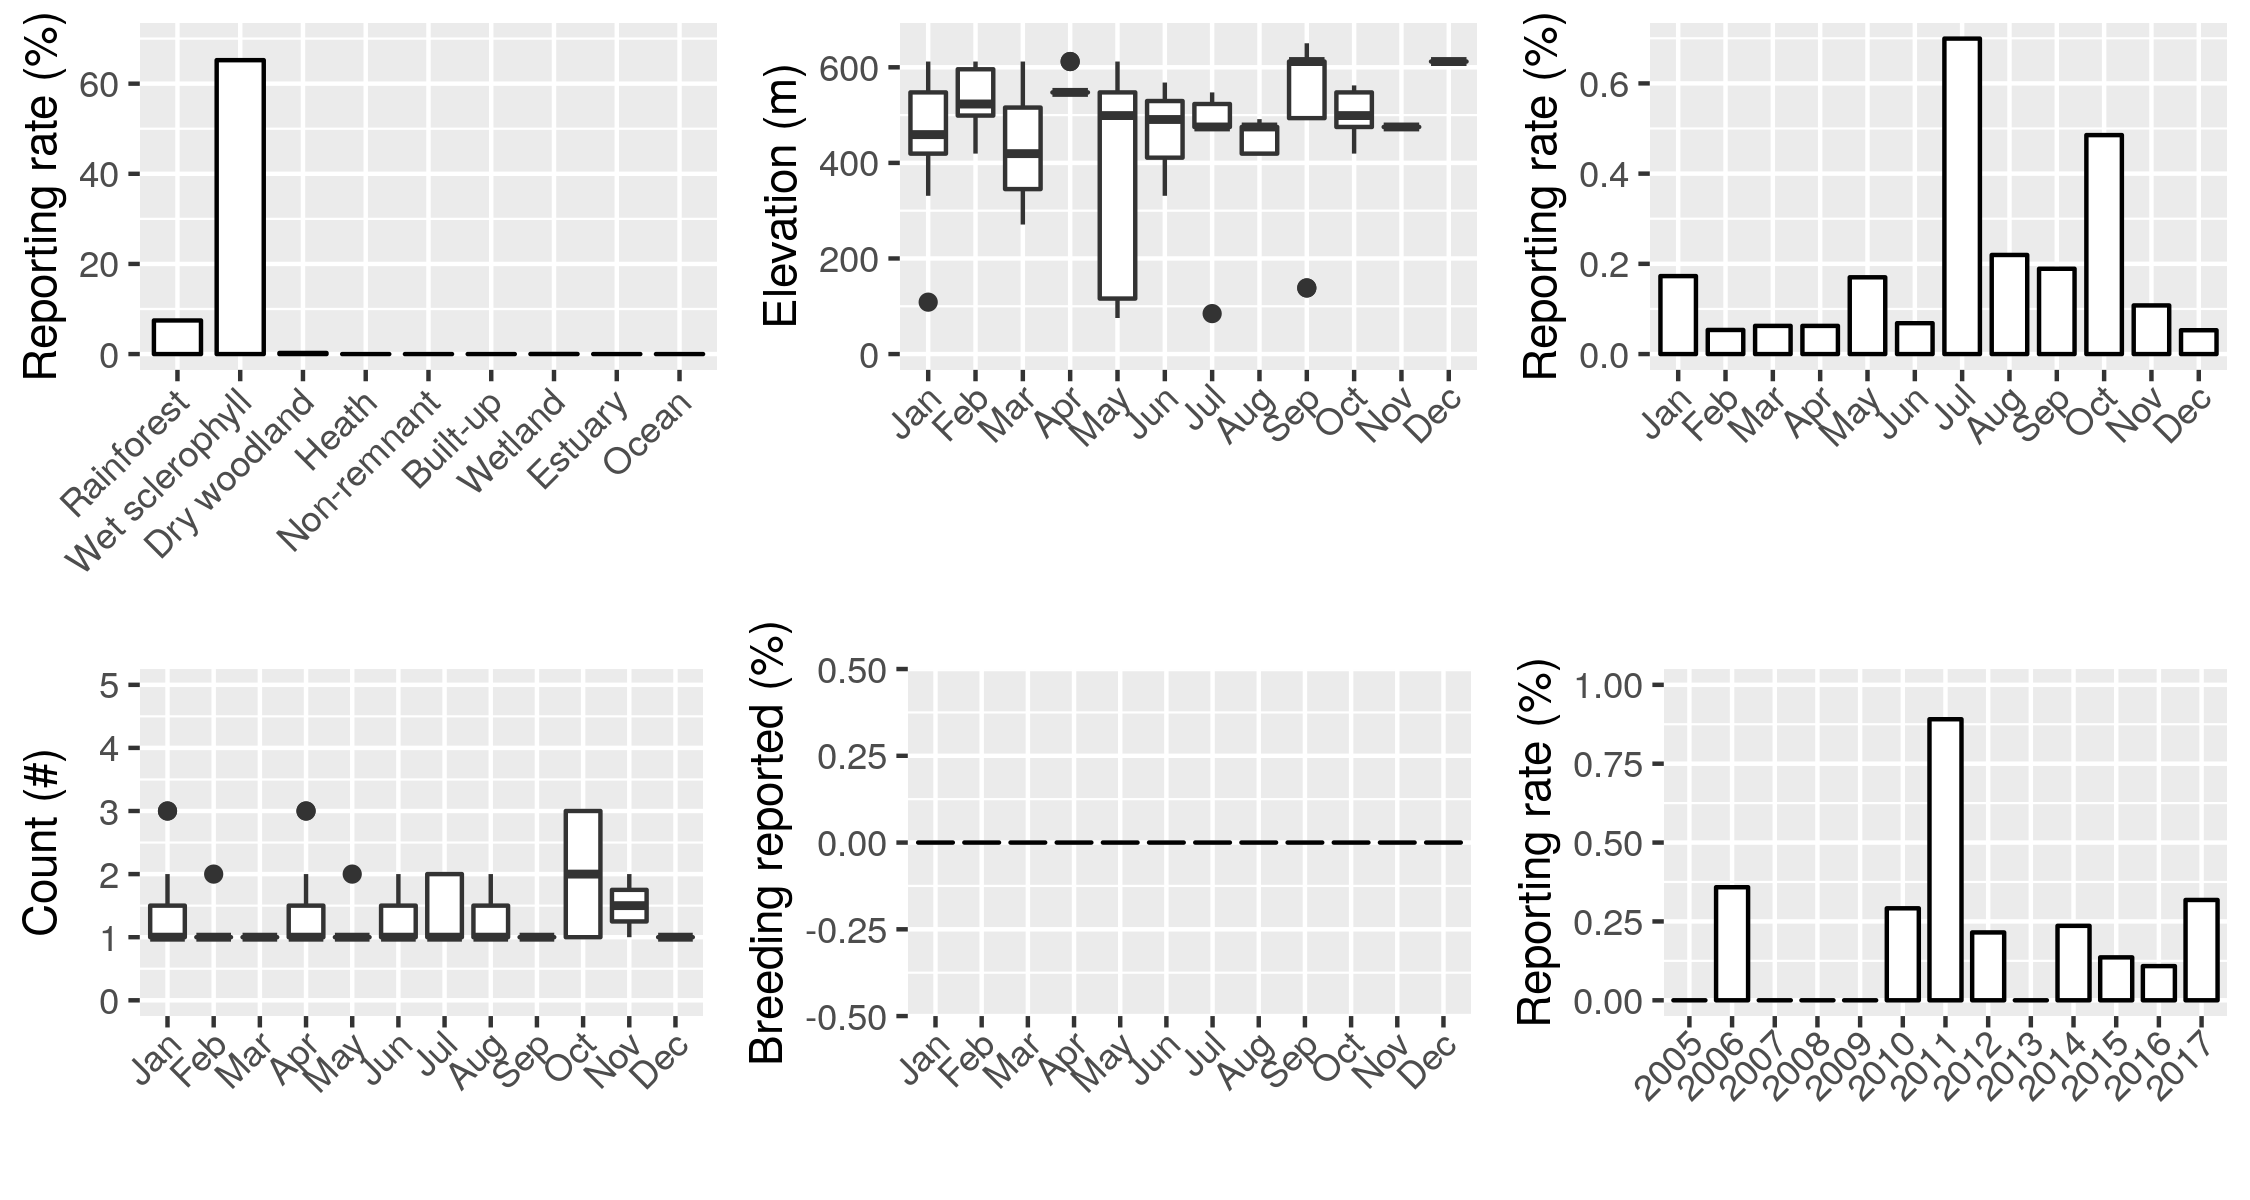 Reporting rate (%)
60
40
20
0
Rainforest
Wet sclerophyll
Dry woodland
Heath
Non-remnant
Built-up
Wetland
Estuary
Ocean
Elevation (m)
600
400
200
0
Jan
Feb
Mar
Apr
May
Jun
Jul
Aug
Sep
Oct
Nov
Dec
Reporting rate (%)
0.6
0.4
0.2
0.0
Jan
Feb
Mar
Apr
May
Jun
Jul
Aug
Sep
Oct
Nov
Dec
Count (#)
5
4
3
2
1
0
Jan
Feb
Mar
Apr
May
Jun
Jul
Aug
Sep
Oct
Nov
Dec
Breeding reported (%)
0.50
0.25
0.00
-0.25
-0.50
Jan
Feb
Mar
Apr
May
Jun
Jul
Aug
Sep
Oct
Nov
Dec
Reporting rate (%)
1.00
0.75
0.50
0.25
0.00
2005
2006
2007
2008
2009
2010
2011
2012
2013
2014
2015
2016
2017